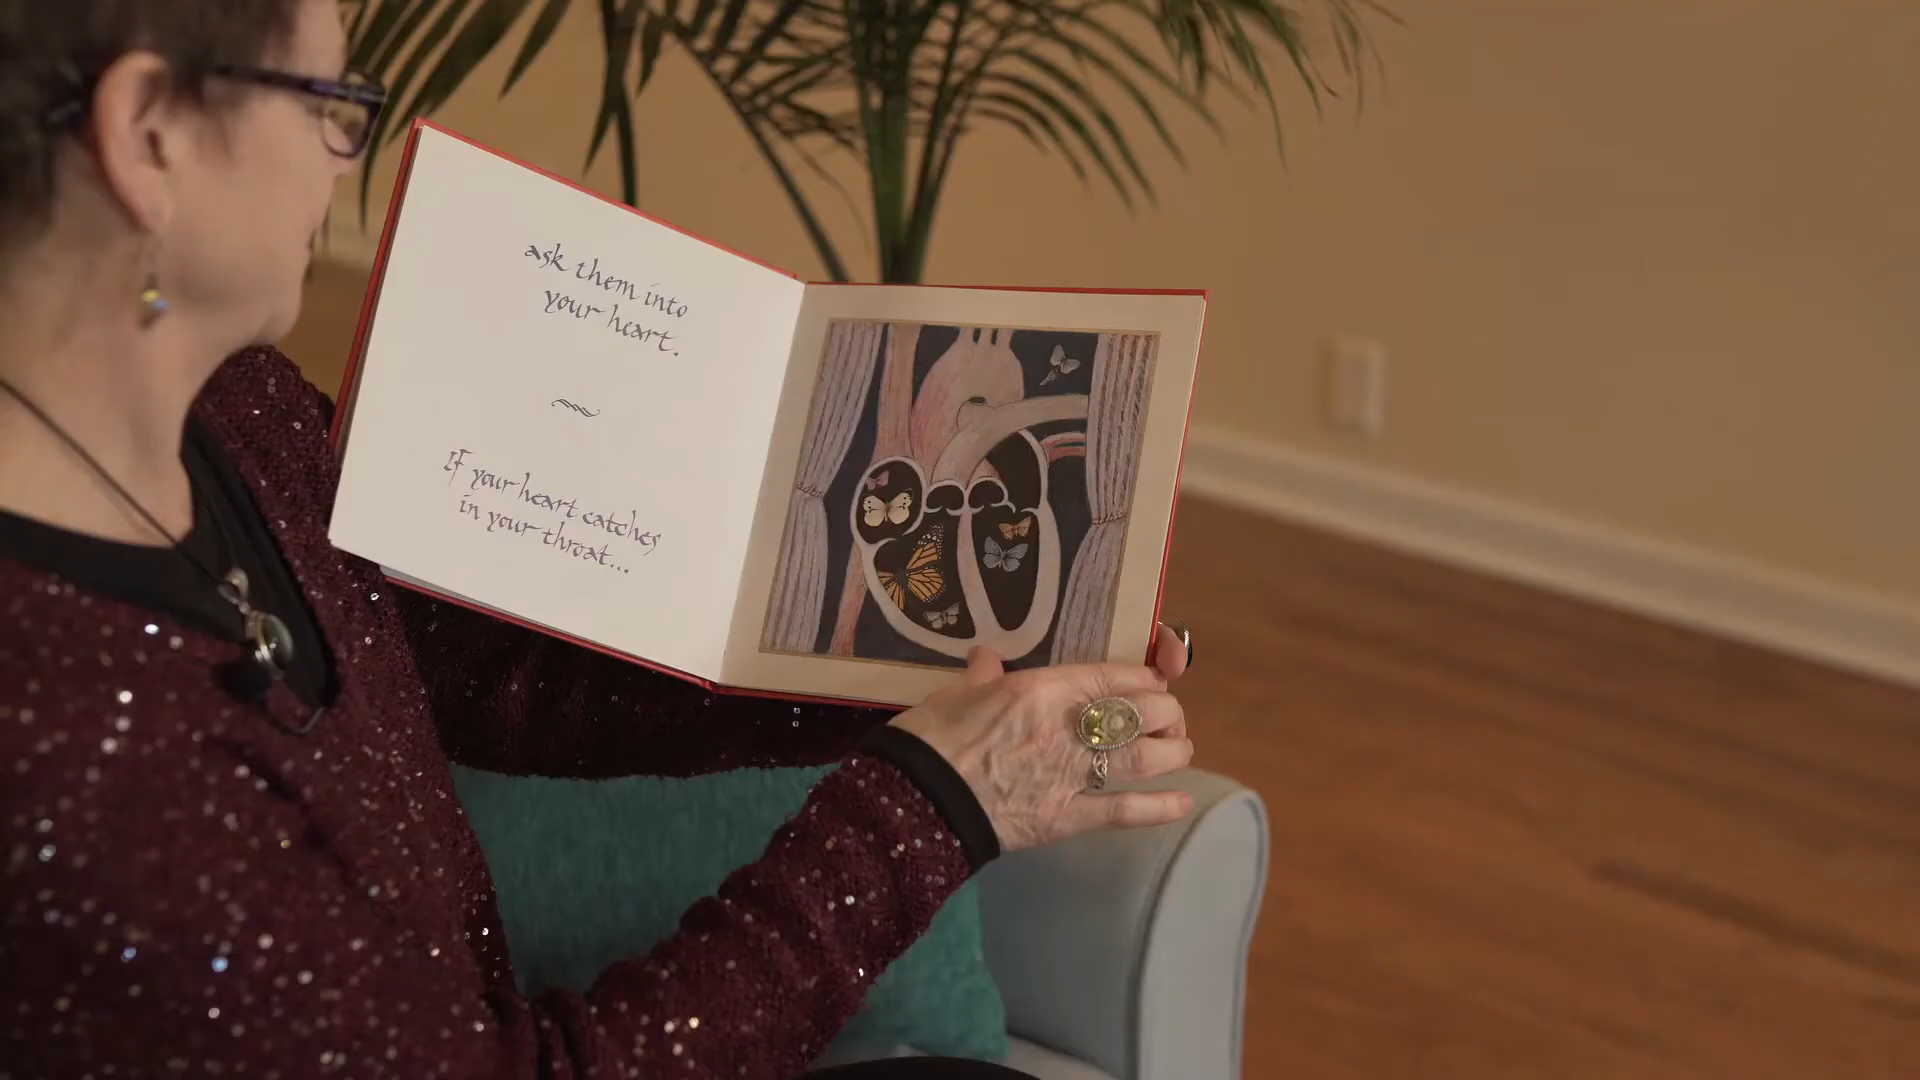 ask them into
your heart.
If your heart catches
in your throat...